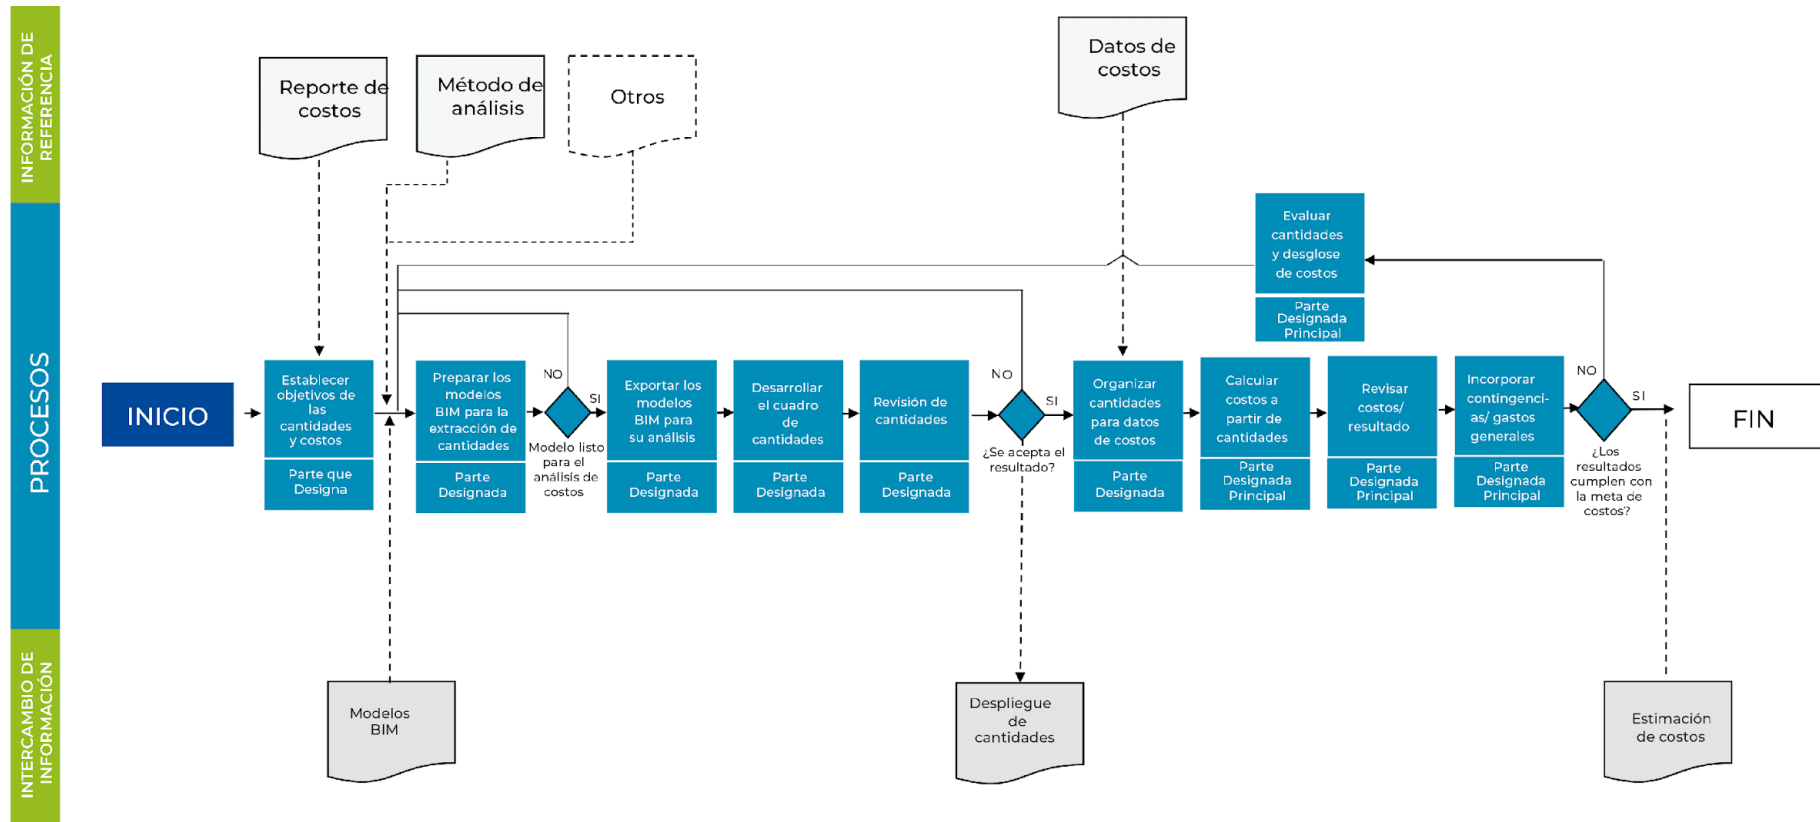 INFORMACIÓN DE
REFERENCIA
Reporte de
costos
Método de
análisis
Otros
Datos de
costos
PROCESOS
Evaluar
cantidades
y desglose
de costos
Parte
Designada
Principal
INICIO
Establecer
objetivos de
las
cantidades
y costos
Parte que
Designa
Preparar los
modelos
BIM para la
extracción de
cantidades
Parte
Designada
NO
SI
Modelo listo
para el
análisis de
costos
Exportar los
modelos
BIM para
su análisis
Parte
Designada
Desarrollar
el cuadro
de
cantidades
Parte
Designada
Revisión de
cantidades
Parte
Designada
NO
SI
¿Se acepta el
resultado?
Organizar
cantidades
para datos
de costos
Parte
Designada
Calcular
costos a
partir de
cantidades
Parte
Designada
Principal
Revisar
costos/
resultado
Parte
Designada
Principal
Incorporar
contingenci-
as/ gastos
generales
Parte
Designada
Principal
NO
SI
¿Los
resultados
cumplen con
la meta de
costos?
FIN
INTERCAMBIO DE
INFORMACIÓN
Modelos
BIM
Despliegue
de
cantidades
Estimación
de costos